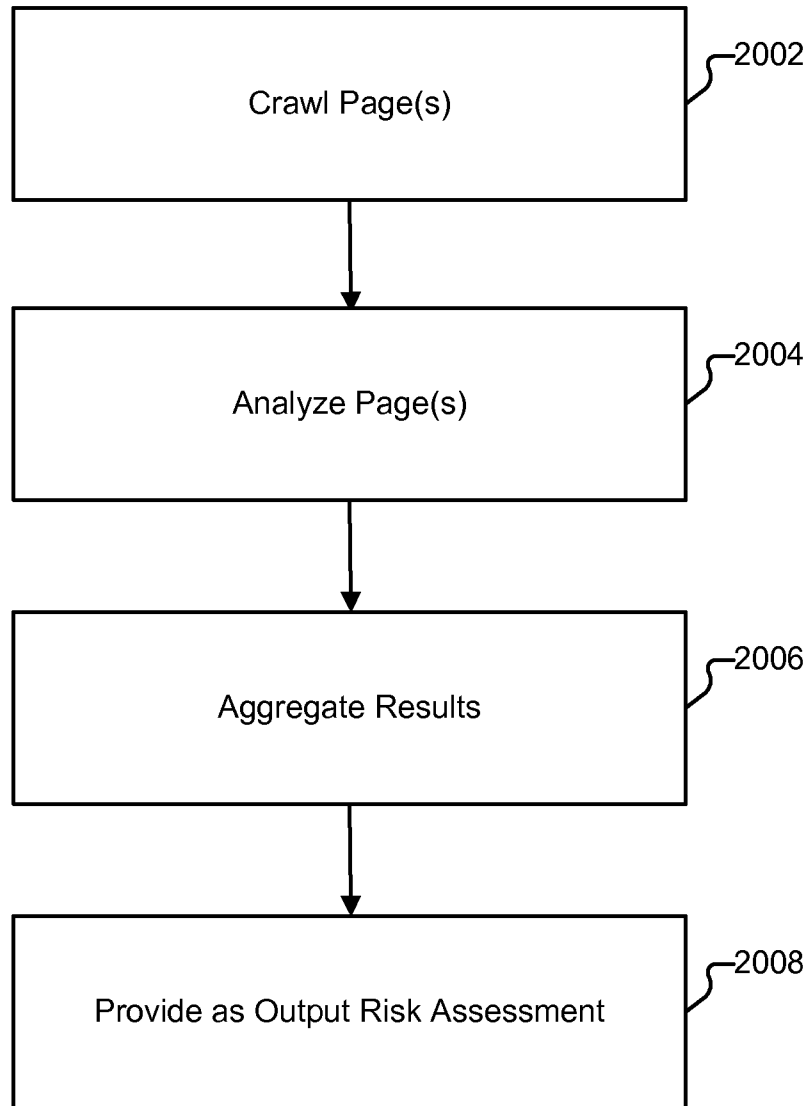 Crawl Page(s)
2002
Analyze Page(s)
2004
Aggregate Results
2006
Provide as Output Risk Assessment
2008